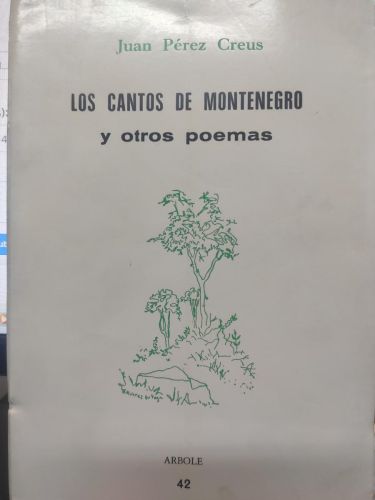 Juan Pérez Creus
LOS CANTOS DE MONTENEGRO
y otros poemas
ARBOLE
42